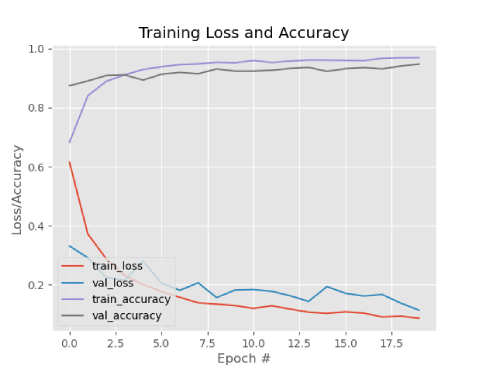 Training Loss and Accuracy
1.0
0.8
0.6
0.4
0.2
Loss/Accuracy
train_loss
val_loss
train_accuracy
val_accuracy
0.0 2.5 5.0 7.5 10.0 12.5 15.0 17.5
Epoch #